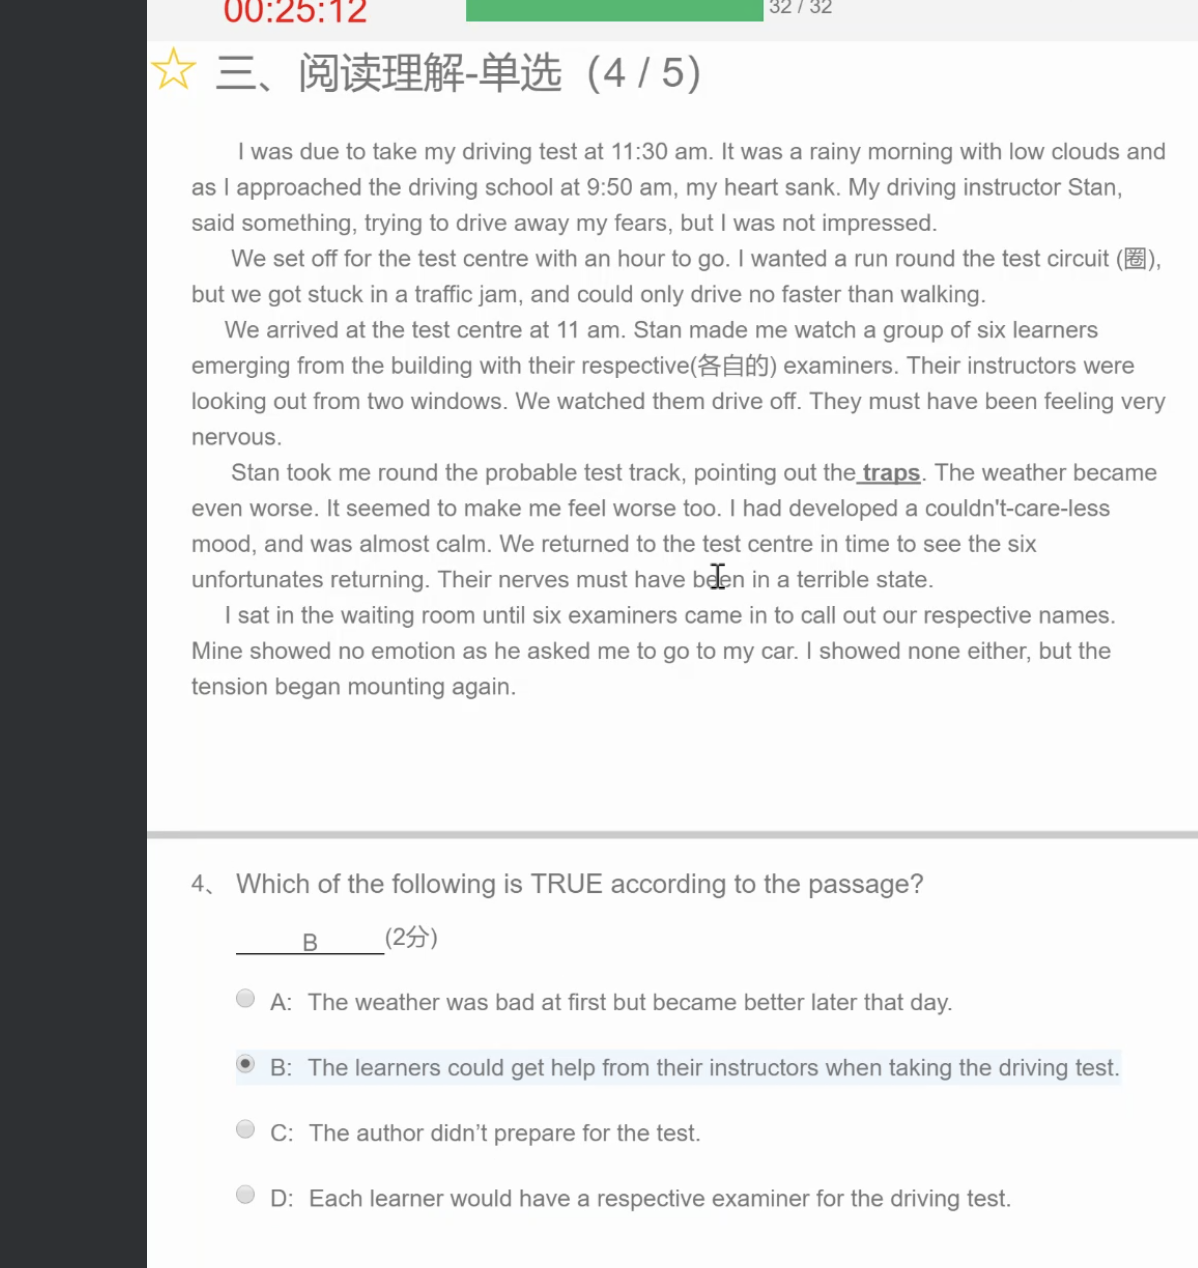 00:25:12
32 / 32
三、阅读理解-单选（4 / 5）
I was due to take my driving test at 11:30 am. It was a rainy morning with low clouds and
as I approached the driving school at 9:50 am, my heart sank. My driving instructor Stan,
said something, trying to drive away my fears, but I was not impressed.
We set off for the test centre with an hour to go. I wanted a run round the test circuit (圈),
but we got stuck in a traffic jam, and could only drive no faster than walking.
We arrived at the test centre at 11 am. Stan made me watch a group of six learners
emerging from the building with their respective(各自的) examiners. Their instructors were
looking out from two windows. We watched them drive off. They must have been feeling very
nervous.
Stan took me round the probable test track, pointing out the traps. The weather became
even worse. It seemed to make me feel worse too. I had developed a couldn't-care-less
mood, and was almost calm. We returned to the test centre in time to see the six
unfortunates returning. Their nerves must have been in a terrible state.
I sat in the waiting room until six examiners came in to call out our respective names.
Mine showed no emotion as he asked me to go to my car. I showed none either, but the
tension began mounting again.
4、 Which of the following is TRUE according to the passage?
B (2分)
A: The weather was bad at first but became better later that day.
B: The learners could get help from their instructors when taking the driving test.
C: The author didn’t prepare for the test.
D: Each learner would have a respective examiner for the driving test.